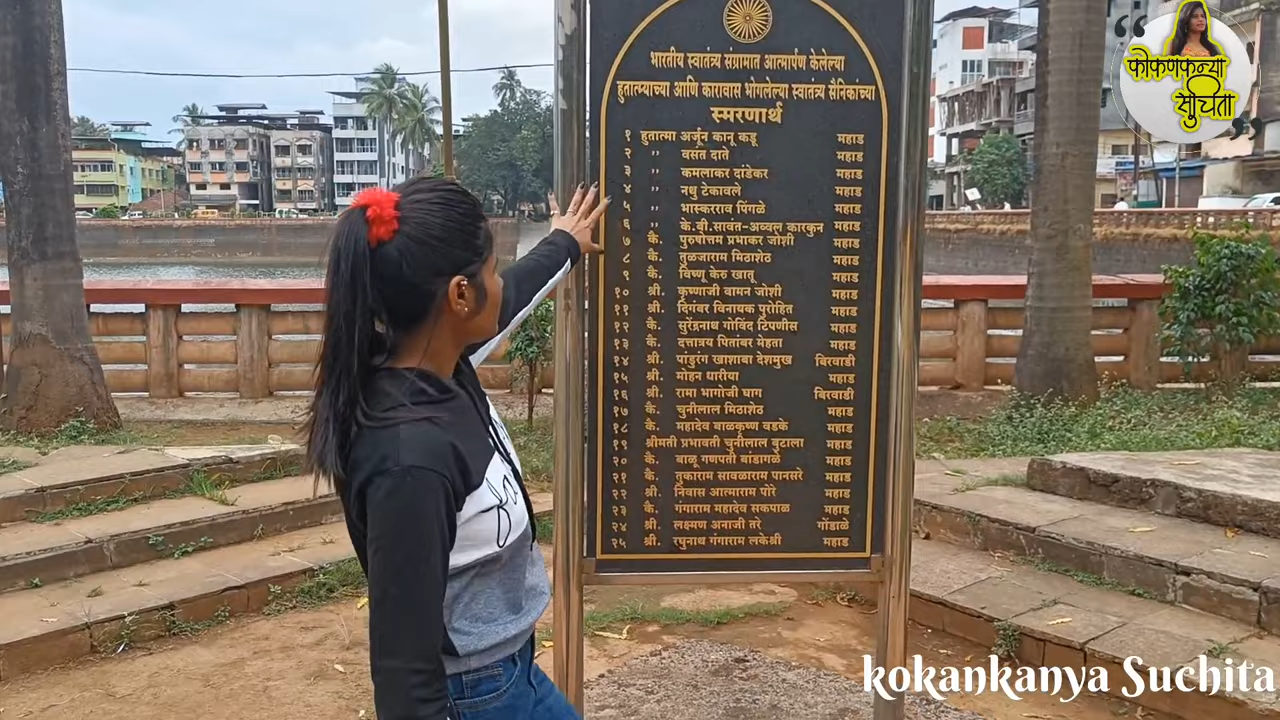 भारतीय स्वातंत्र्य संग्रामात आत्मार्पण केलेल्या
हुतात्म्याच्या आणि कारावास भोगलेल्या स्वातंत्र्य सैनिकांच्या
स्मरणार्थ
१ हुतात्मा अर्जून कानू कडू महाड
२ " वसंत दाते महाड
३ " कमलाकर दांडेकर महाड
४ " नथु टेकावले महाड
५ " भास्करराव पिंगळे महाड
६ " के.बी.सावंत-अव्वल कारकुन महाड
७ कै. पुरुषोत्तम प्रभाकर जोशी महाड
८ कै. तुळजाराम मिठाशेठ महाड
९ कै. विष्णू केरु खातू महाड
१० श्री. कृष्णाजी वामन जोशी महाड
११ श्री. दिगंबर विनायक पुरोहित महाड
१२ कै. सुरेंद्रनाथ गोविंद टिपणीस महाड
१३ कै. दत्तात्रय पितांबर मेहता महाड
१४ श्री. पांडुरंग खाशाबा देशमुख बिरवाडी
१५ श्री. मोहन धारीया महाड
१६ श्री. रामा भागोजी घाग बिरवाडी
१७ कै. चुनीलाल मिठाशेठ महाड
१८ कै. महादेव बाळकृष्ण वडके महाड
१९ श्रीमती प्रभावती चुनीलाल बुटाला महाड
२० कै. बाळू गणपती बांडागळे महाड
२१ कै. तुकाराम सावळाराम पानसरे महाड
२२ श्री. निवास आत्माराम पोरे महाड
२३ कै. गंगाराम महादेव सकपाळ महाड
२४ श्री. लक्ष्मण अनाजी तरे गोंडाळे
२५ श्री. रघुनाथ गंगाराम लकेश्री महाड
कोकणकन्या
सुचिता
kokankanya Suchita